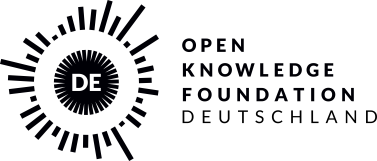 DE
OPEN
KNOWLEDGE
FOUNDATION
DEUTSCHLAND